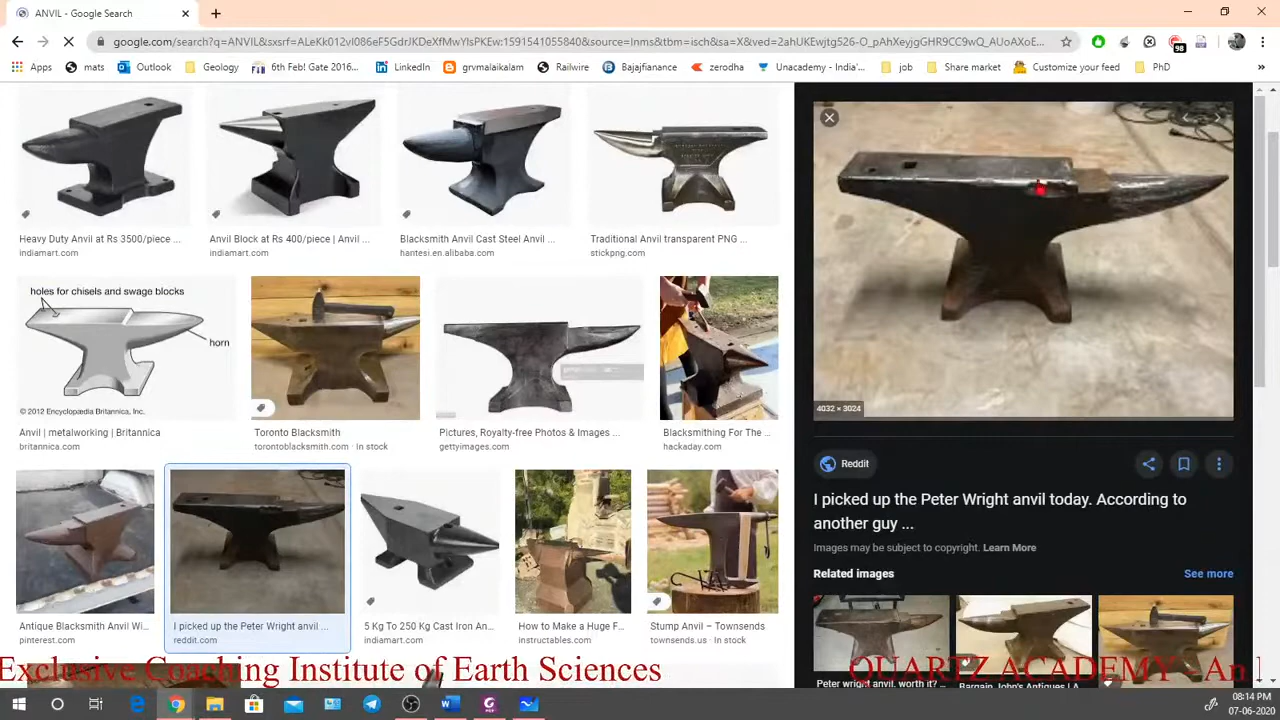 ANVIL - Google Search
google.com/search?q=ANVIL&sxsrf=ALeKk012vI086eF5GdrJKDeXfMwYIsPKEw:1591541055840&source=lnms&tbm=isch&sa=X&ved=2ahUKEwjtg526-O_pAhXeyjgGHR9CC9wQ_AUoAXoE...
98
Apps
mats
Outlook
Geology
6th Feb! Gate 2016...
LinkedIn
grvmalaikalam
Railwire
Bajajfianance
zerodha
Unacademy - India'...
job
Share market
Customize your feed
PhD
Heavy Duty Anvil at Rs 3500/piece ...
indiamart.com
Anvil Block at Rs 400/piece | Anvil ...
indiamart.com
Blacksmith Anvil Cast Steel Anvil ...
hantesi.en.alibaba.com
Traditional Anvil transparent PNG ...
stickpng.com
holes for chisels and swage blocks
horn
© 2012 Encyclopædia Britannica, Inc.
Anvil | metalworking | Britannica
britannica.com
Toronto Blacksmith
torontoblacksmith.com · In stock
Pictures, Royalty-free Photos & Images ...
gettyimages.com
Blacksmithing For The ...
hackaday.com
Antique Blacksmith Anvil Wi...
pinterest.com
I picked up the Peter Wright anvil ...
reddit.com
5 Kg To 250 Kg Cast Iron An...
indiamart.com
How to Make a Huge F...
instructables.com
Stump Anvil – Townsends
townsends.us · In stock
4032 × 3024
Reddit
I picked up the Peter Wright anvil today. According to
another guy ...
Images may be subject to copyright. Learn More
Related images
See more
Peter wright anvil, worth it? ...
Bargain John's Antiques | A
Exclusive Coaching Institute of Earth Sciences
QUARTZ ACADEMY - An
08:14 PM
07-06-2020